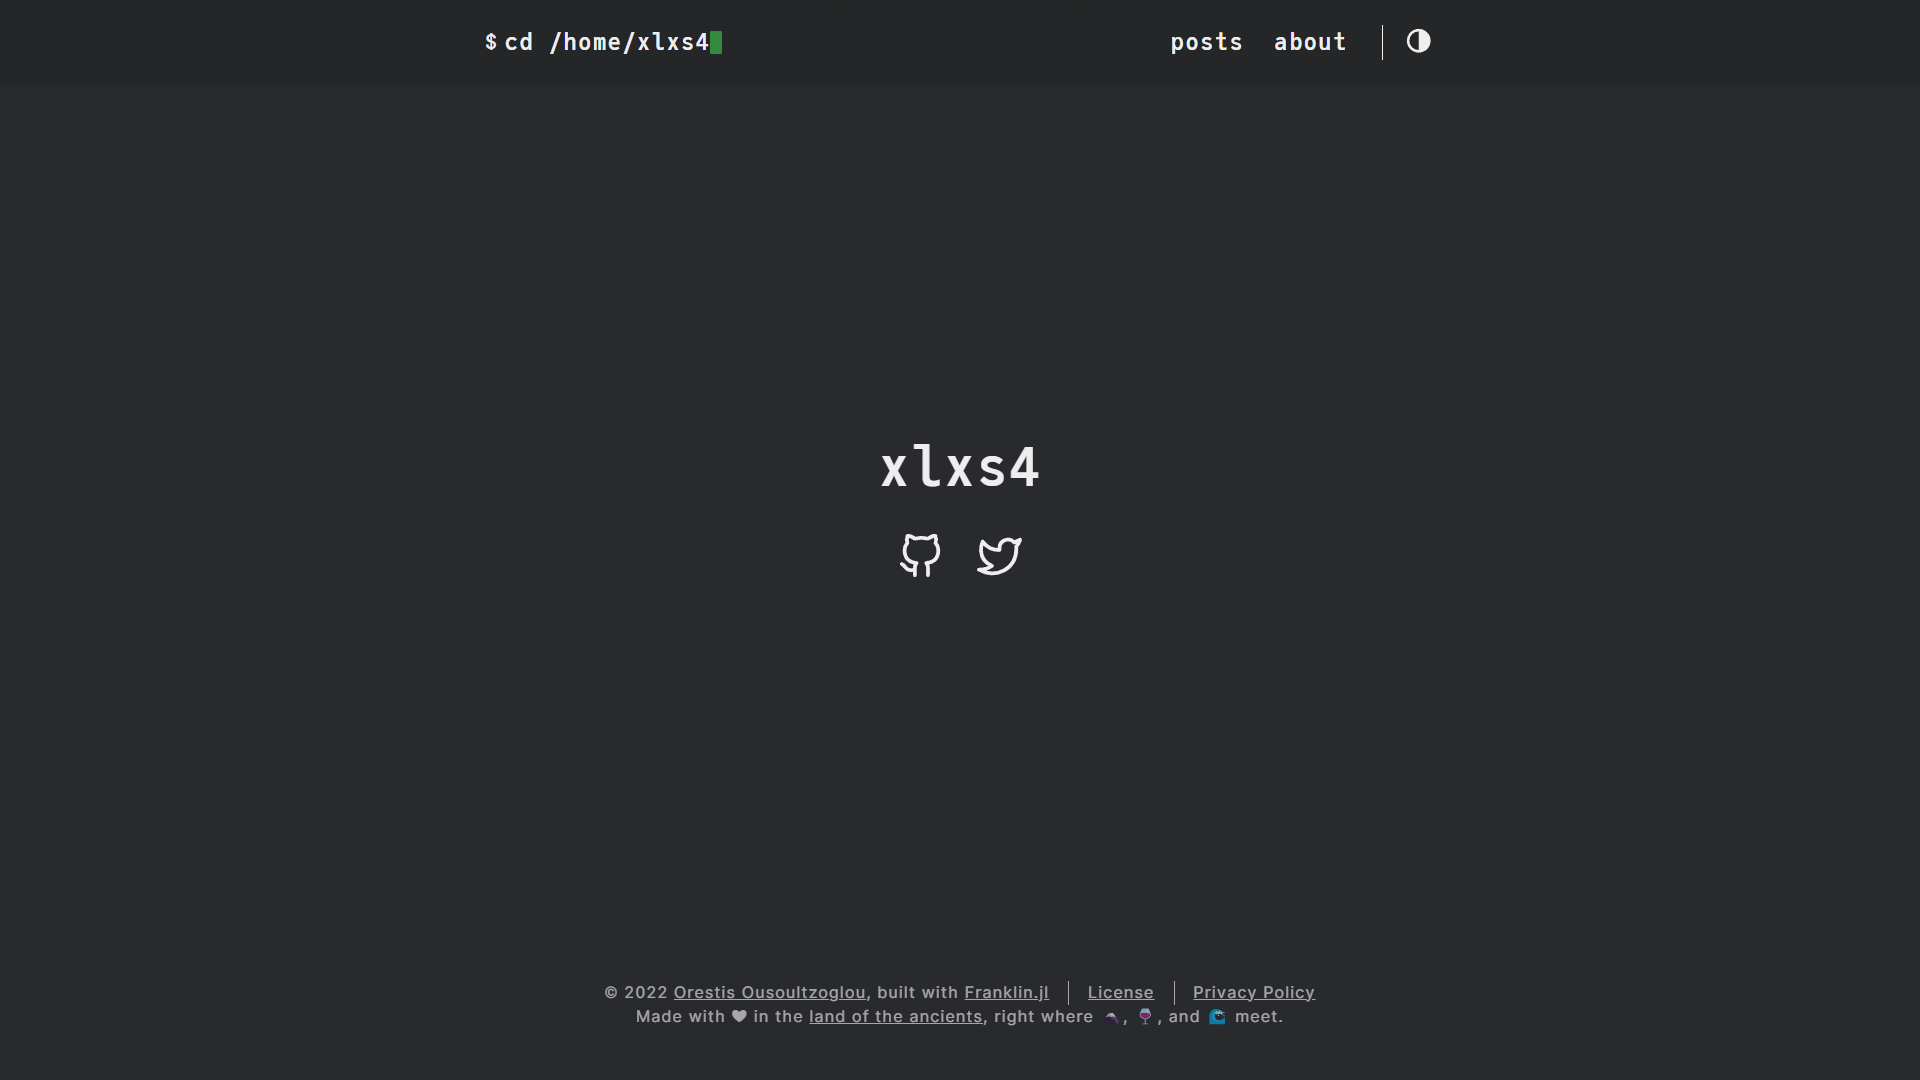 $ cd /home/xlxs4
posts about
xlxs4
© 2022 Orestis Ousoultzoglou, built with Franklin.jl | License | Privacy Policy
Made with ♥ in the land of the ancients, right where 🌋, 🍷, and 🌊 meet.